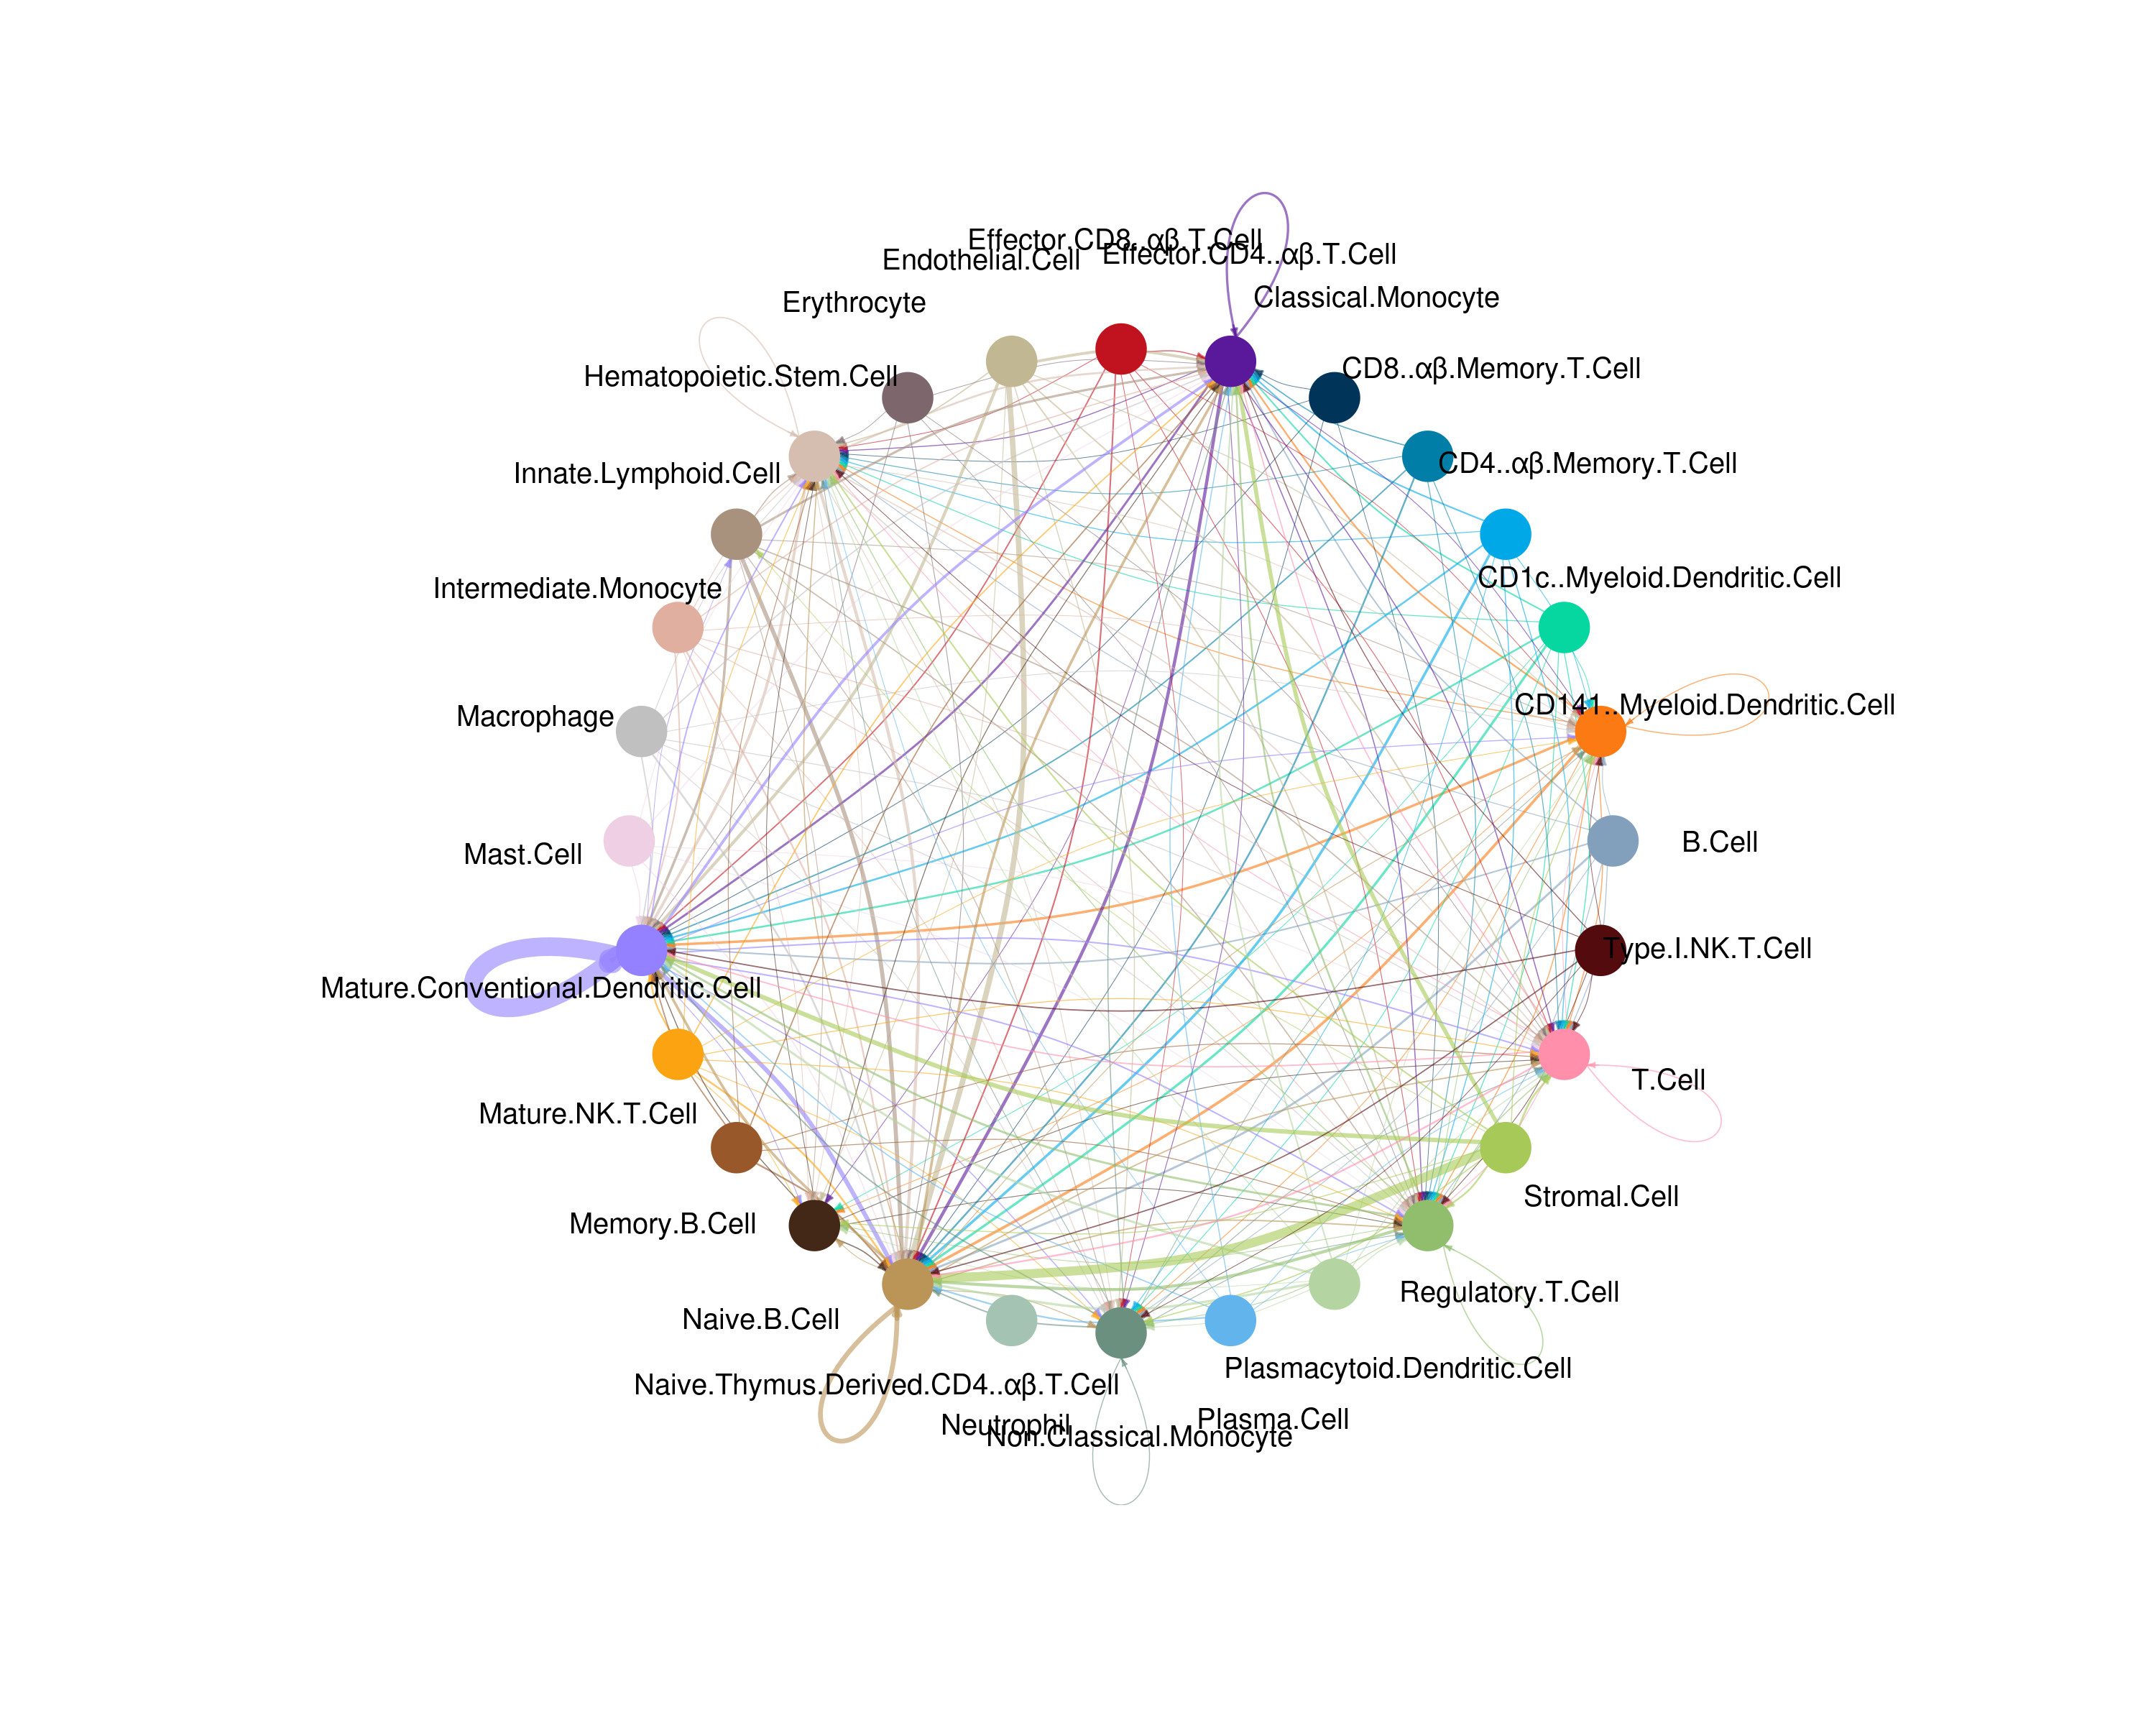 Effector.CD8..αβ.T.Cell
Effector.CD4..αβ.T.Cell
Endothelial.Cell
Classical.Monocyte
Erythrocyte
CD8..αβ.Memory.T.Cell
Hematopoietic.Stem.Cell
CD4..αβ.Memory.T.Cell
Innate.Lymphoid.Cell
CD1c..Myeloid.Dendritic.Cell
Intermediate.Monocyte
CD141..Myeloid.Dendritic.Cell
Macrophage
B.Cell
Mast.Cell
Type.I.NK.T.Cell
Mature.Conventional.Dendritic.Cell
T.Cell
Mature.NK.T.Cell
Stromal.Cell
Memory.B.Cell
Regulatory.T.Cell
Naive.B.Cell
Plasmacytoid.Dendritic.Cell
Naive.Thymus.Derived.CD4..αβ.T.Cell
Plasma.Cell
Neutrophil
Non.Classical.Monocyte